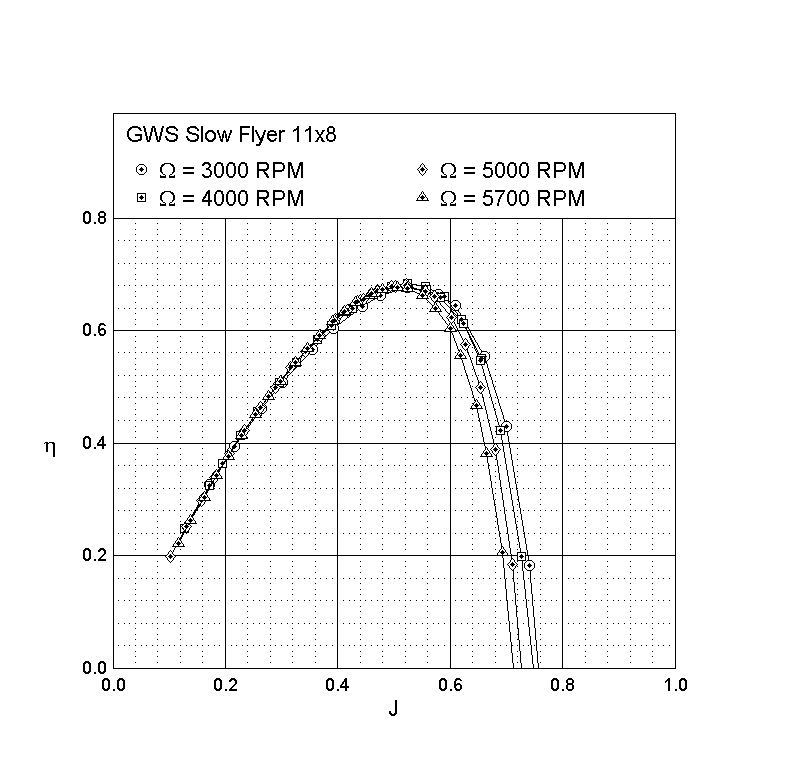 GWS Slow Flyer 11x8
Ω = 3000 RPM Ω = 5000 RPM
Ω = 4000 RPM Ω = 5700 RPM
0.8
0.6
0.4
η
0.2
0.0
0.0 0.2 0.4 0.6 0.8 1.0
J